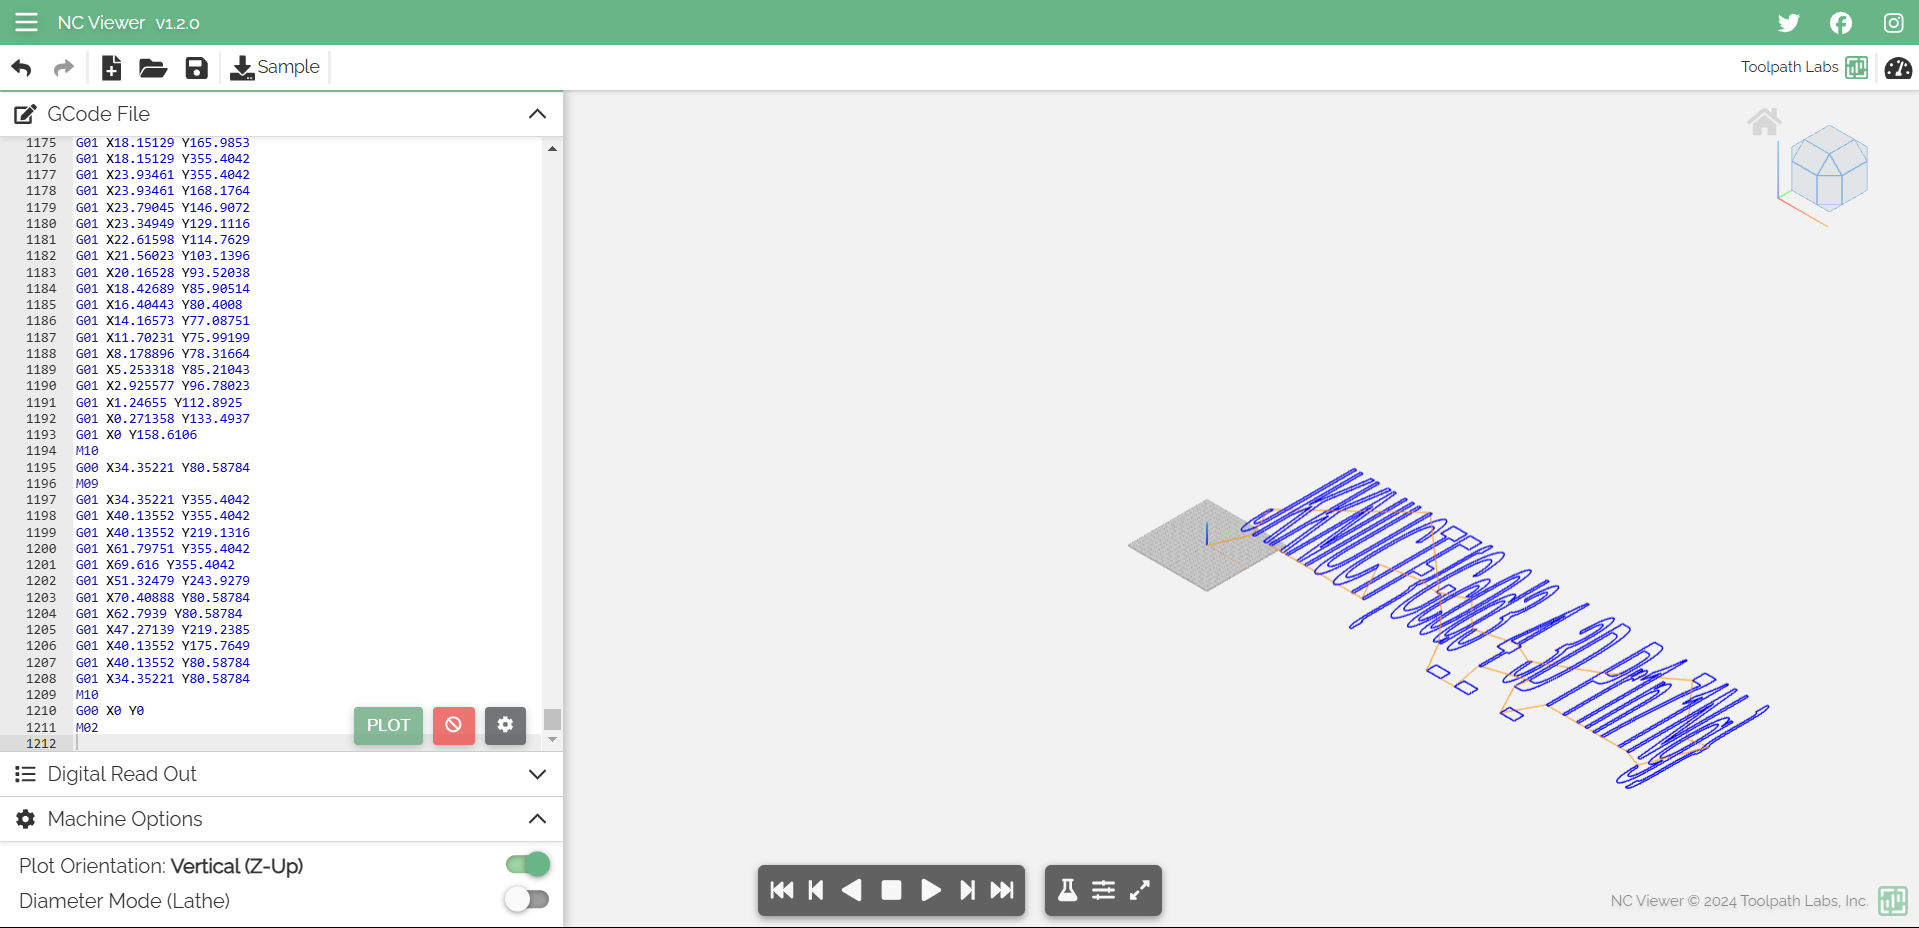 NC Viewer v1.2.0
Sample
Toolpath Labs
GCode File
1175 G01 X18.15129 Y165.9853
1176 G01 X18.15129 Y355.4042
1177 G01 X23.93461 Y355.4042
1178 G01 X23.93461 Y168.1764
1179 G01 X23.79045 Y146.9072
1180 G01 X23.34949 Y129.1116
1181 G01 X22.61598 Y114.7629
1182 G01 X21.56023 Y103.1396
1183 G01 X20.16528 Y93.52038
1184 G01 X18.42689 Y85.90514
1185 G01 X16.40443 Y80.4008
1186 G01 X14.16573 Y77.08751
1187 G01 X11.70231 Y75.99199
1188 G01 X8.178896 Y78.31664
1189 G01 X5.253318 Y85.21043
1190 G01 X2.925577 Y96.78023
1191 G01 X1.24655 Y112.8925
1192 G01 X0.271358 Y133.4937
1193 G01 X0 Y158.6106
1194 M10
1195 G00 X34.35221 Y80.58784
1196 M09
1197 G01 X34.35221 Y355.4042
1198 G01 X40.13552 Y355.4042
1199 G01 X40.13552 Y219.1316
1200 G01 X61.79751 Y355.4042
1201 G01 X69.616 Y355.4042
1202 G01 X51.32479 Y243.9279
1203 G01 X70.40888 Y80.58784
1204 G01 X62.7939 Y80.58784
1205 G01 X47.27139 Y219.2385
1206 G01 X40.13552 Y175.7649
1207 G01 X40.13552 Y80.58784
1208 G01 X34.35221 Y80.58784
1209 M10
1210 G00 X0 Y0
1211 M02
1212
PLOT
Digital Read Out
Machine Options
Plot Orientation: Vertical (Z-Up)
Diameter Mode (Lathe)
NC Viewer © 2024 Toolpath Labs, Inc.